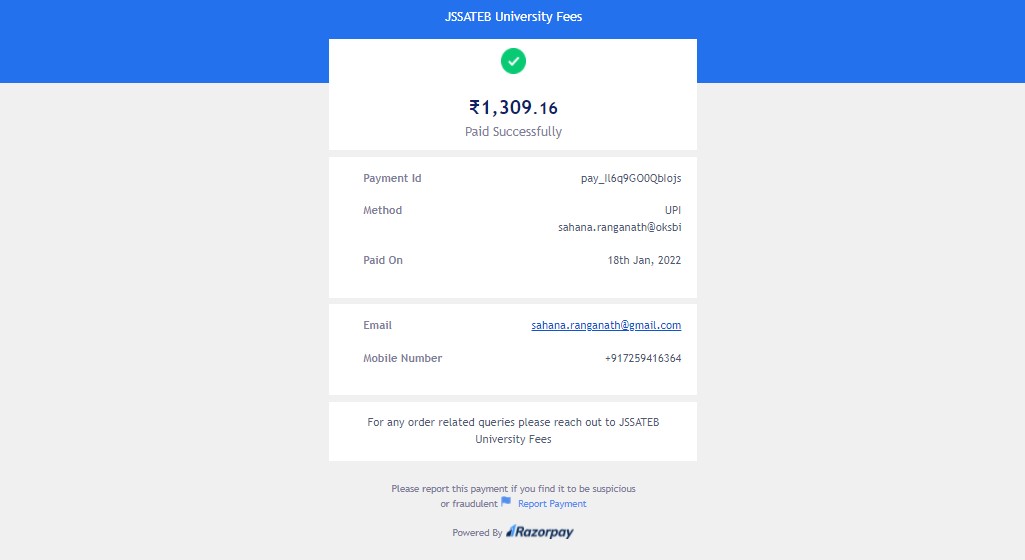 JSSATEB University Fees
₹1,309.16
Paid Successfully
Payment Id pay_Il6q9GO0QbIojs
Method UPI
sahana.ranganath@oksbi
Paid On 18th Jan, 2022
Email sahana.ranganath@gmail.com
Mobile Number +917259416364
For any order related queries please reach out to JSSATEB
University Fees
Please report this payment if you find it to be suspicious
or fraudulent Report Payment
Powered By Razorpay